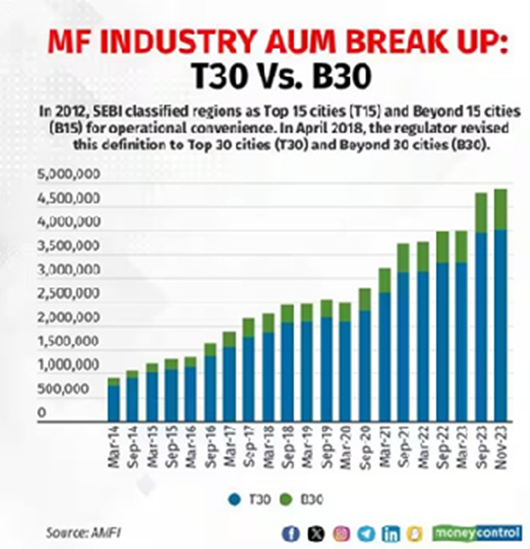 MF INDUSTRY AUM BREAK UP:
T30 Vs. B30
In 2012, SEBI classified regions as Top 15 cities (T15) and Beyond 15 cities
(B15) for operational convenience. In April 2018, the regulator revised
this definition to Top 30 cities (T30) and Beyond 30 cities (B30).
5,000,000
4,500,000
4,000,000
3,500,000
3,000,000
2,500,000
2,000,000
1,500,000
1,000,000
500,000
0
Mar-14
Sep-14
Mar-15
Sep-15
Mar-16
Sep-16
Mar-17
Sep-17
Mar-18
Sep-18
Mar-19
Sep-19
Mar-20
Sep-20
Mar-21
Sep-21
Mar-22
Sep-22
Mar-23
Sep-23
Nov-23
T30 B30
Source: AMFI
moneycontrol